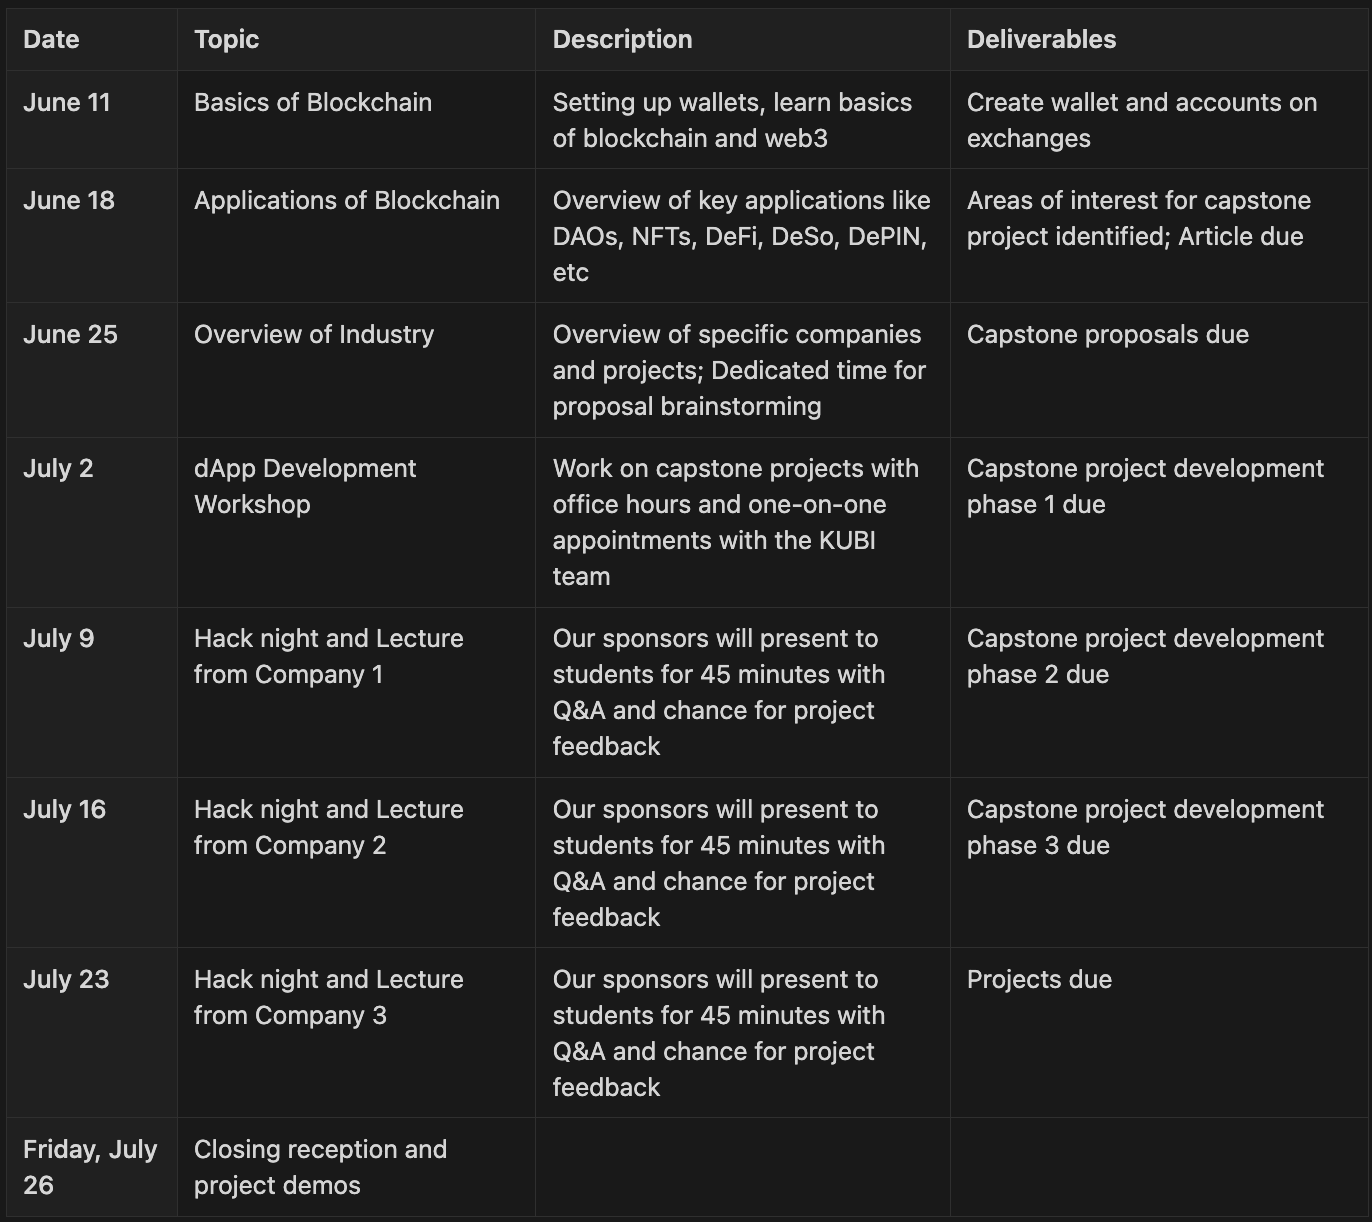 Date
Topic
Description
Deliverables
June 11
Basics of Blockchain
Setting up wallets, learn basics
of blockchain and web3
Create wallet and accounts on
exchanges
June 18
Applications of Blockchain
Overview of key applications like
DAOs, NFTs, DeFi, DeSo, DePIN,
etc
Areas of interest for capstone
project identified; Article due
June 25
Overview of Industry
Overview of specific companies
and projects; Dedicated time for
proposal brainstorming
Capstone proposals due
July 2
dApp Development
Workshop
Work on capstone projects with
office hours and one-on-one
appointments with the KUBI
team
Capstone project development
phase 1 due
July 9
Hack night and Lecture
from Company 1
Our sponsors will present to
students for 45 minutes with
Q&A and chance for project
feedback
Capstone project development
phase 2 due
July 16
Hack night and Lecture
from Company 2
Our sponsors will present to
students for 45 minutes with
Q&A and chance for project
feedback
Capstone project development
phase 3 due
July 23
Hack night and Lecture
from Company 3
Our sponsors will present to
students for 45 minutes with
Q&A and chance for project
feedback
Projects due
Friday, July
26
Closing reception and
project demos